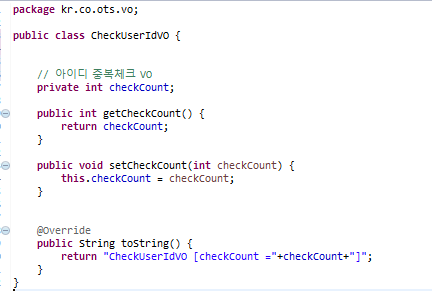 package kr.co.ots.vo;
public class CheckUserIdVO {
// 아이디 중복체크 VO
private int checkCount;
public int getCheckCount() {
return checkCount;
}
public void setCheckCount(int checkCount) {
this.checkCount = checkCount;
}
@Override
public String toString() {
return "CheckUserIdVO [checkCount ="+checkCount+"]";
}
}